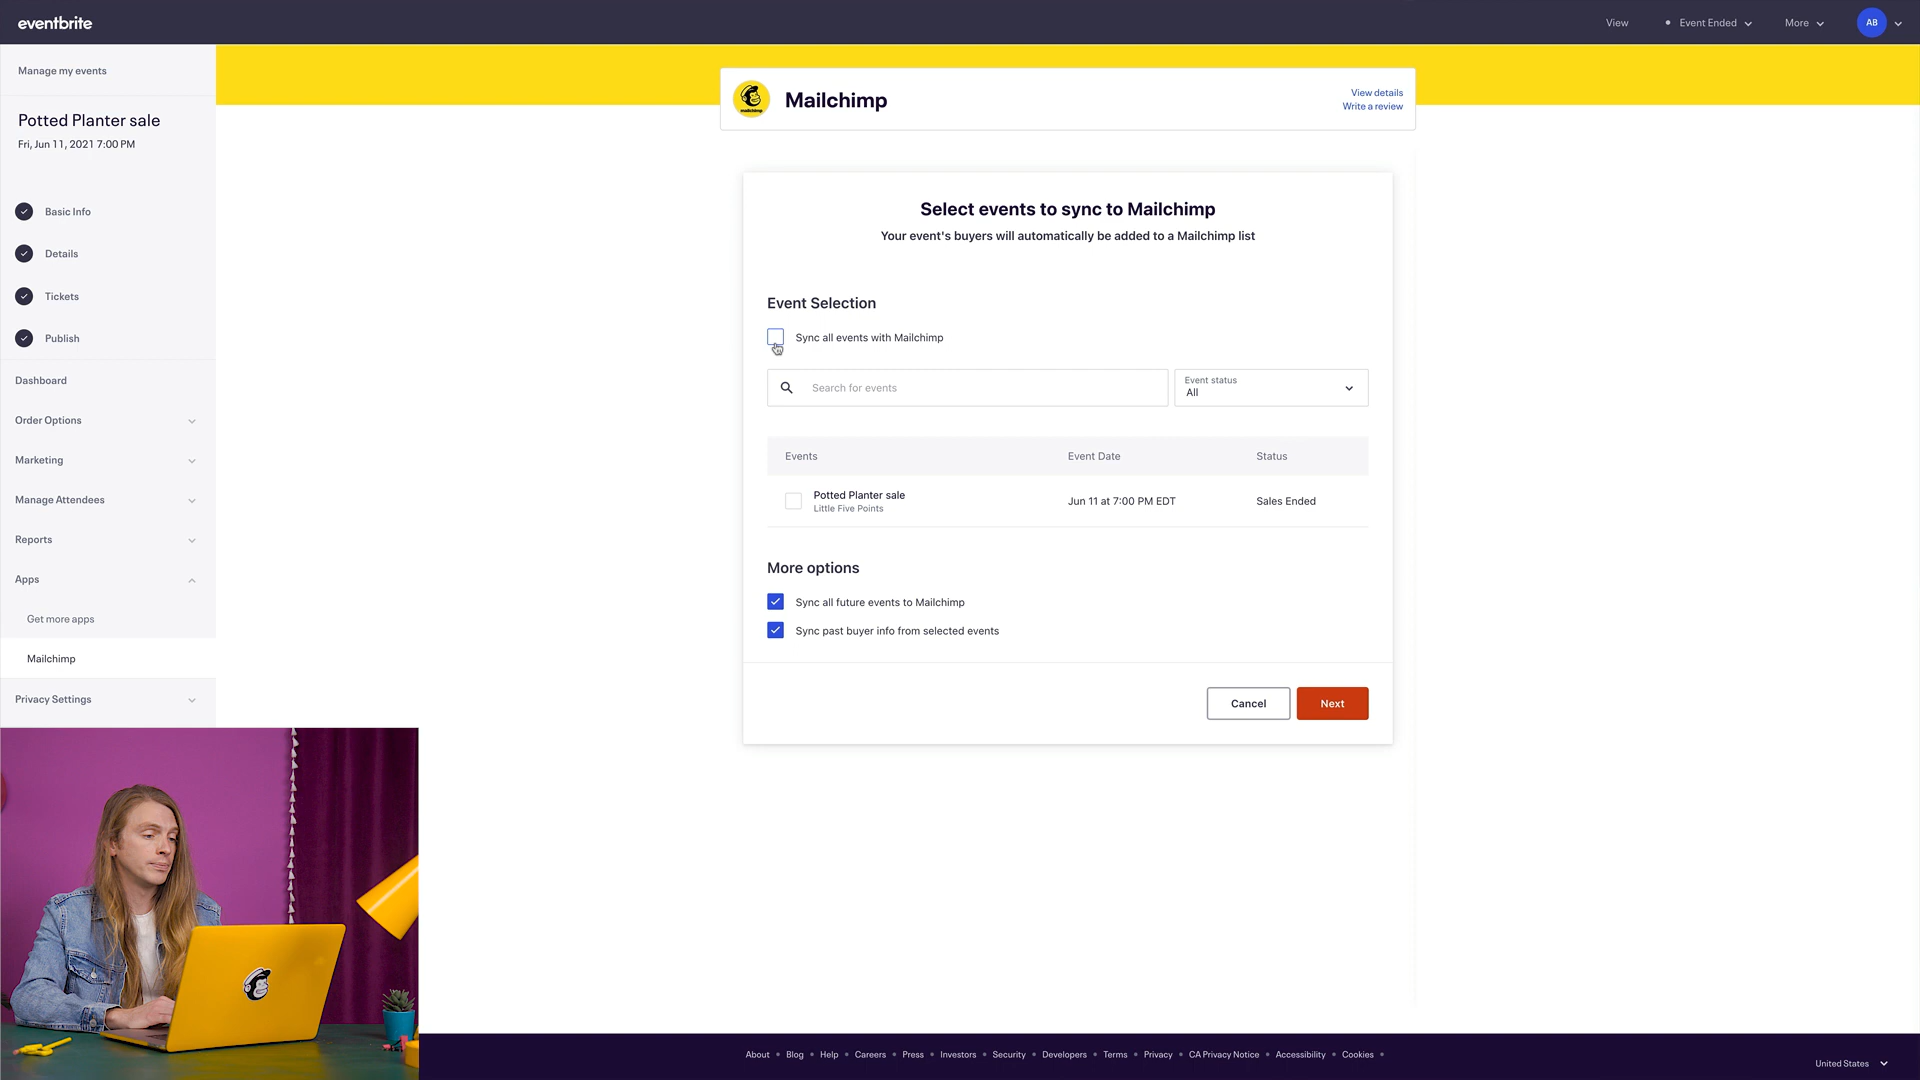 eventbrite
View
Event Ended
More
AB
Manage my events
Potted Planter sale
Fri, Jun 11, 2021 7:00 PM
Basic Info
Details
Tickets
Publish
Dashboard
Order Options
Marketing
Manage Attendees
Reports
Apps
Get more apps
Mailchimp
Privacy Settings
mailchimp
Mailchimp
View details
Write a review
Select events to sync to Mailchimp
Your event's buyers will automatically be added to a Mailchimp list
Event Selection
Sync all events with Mailchimp
Search for events
Event status
All
Events Event Date Status
Potted Planter sale
Little Five Points
Jun 11 at 7:00 PM EDT
Sales Ended
More options
Sync all future events to Mailchimp
Sync past buyer info from selected events
Cancel
Next
About • Blog • Help • Careers • Press • Investors • Security • Developers • Terms • Privacy • CA Privacy Notice • Accessibility • Cookies •
United States